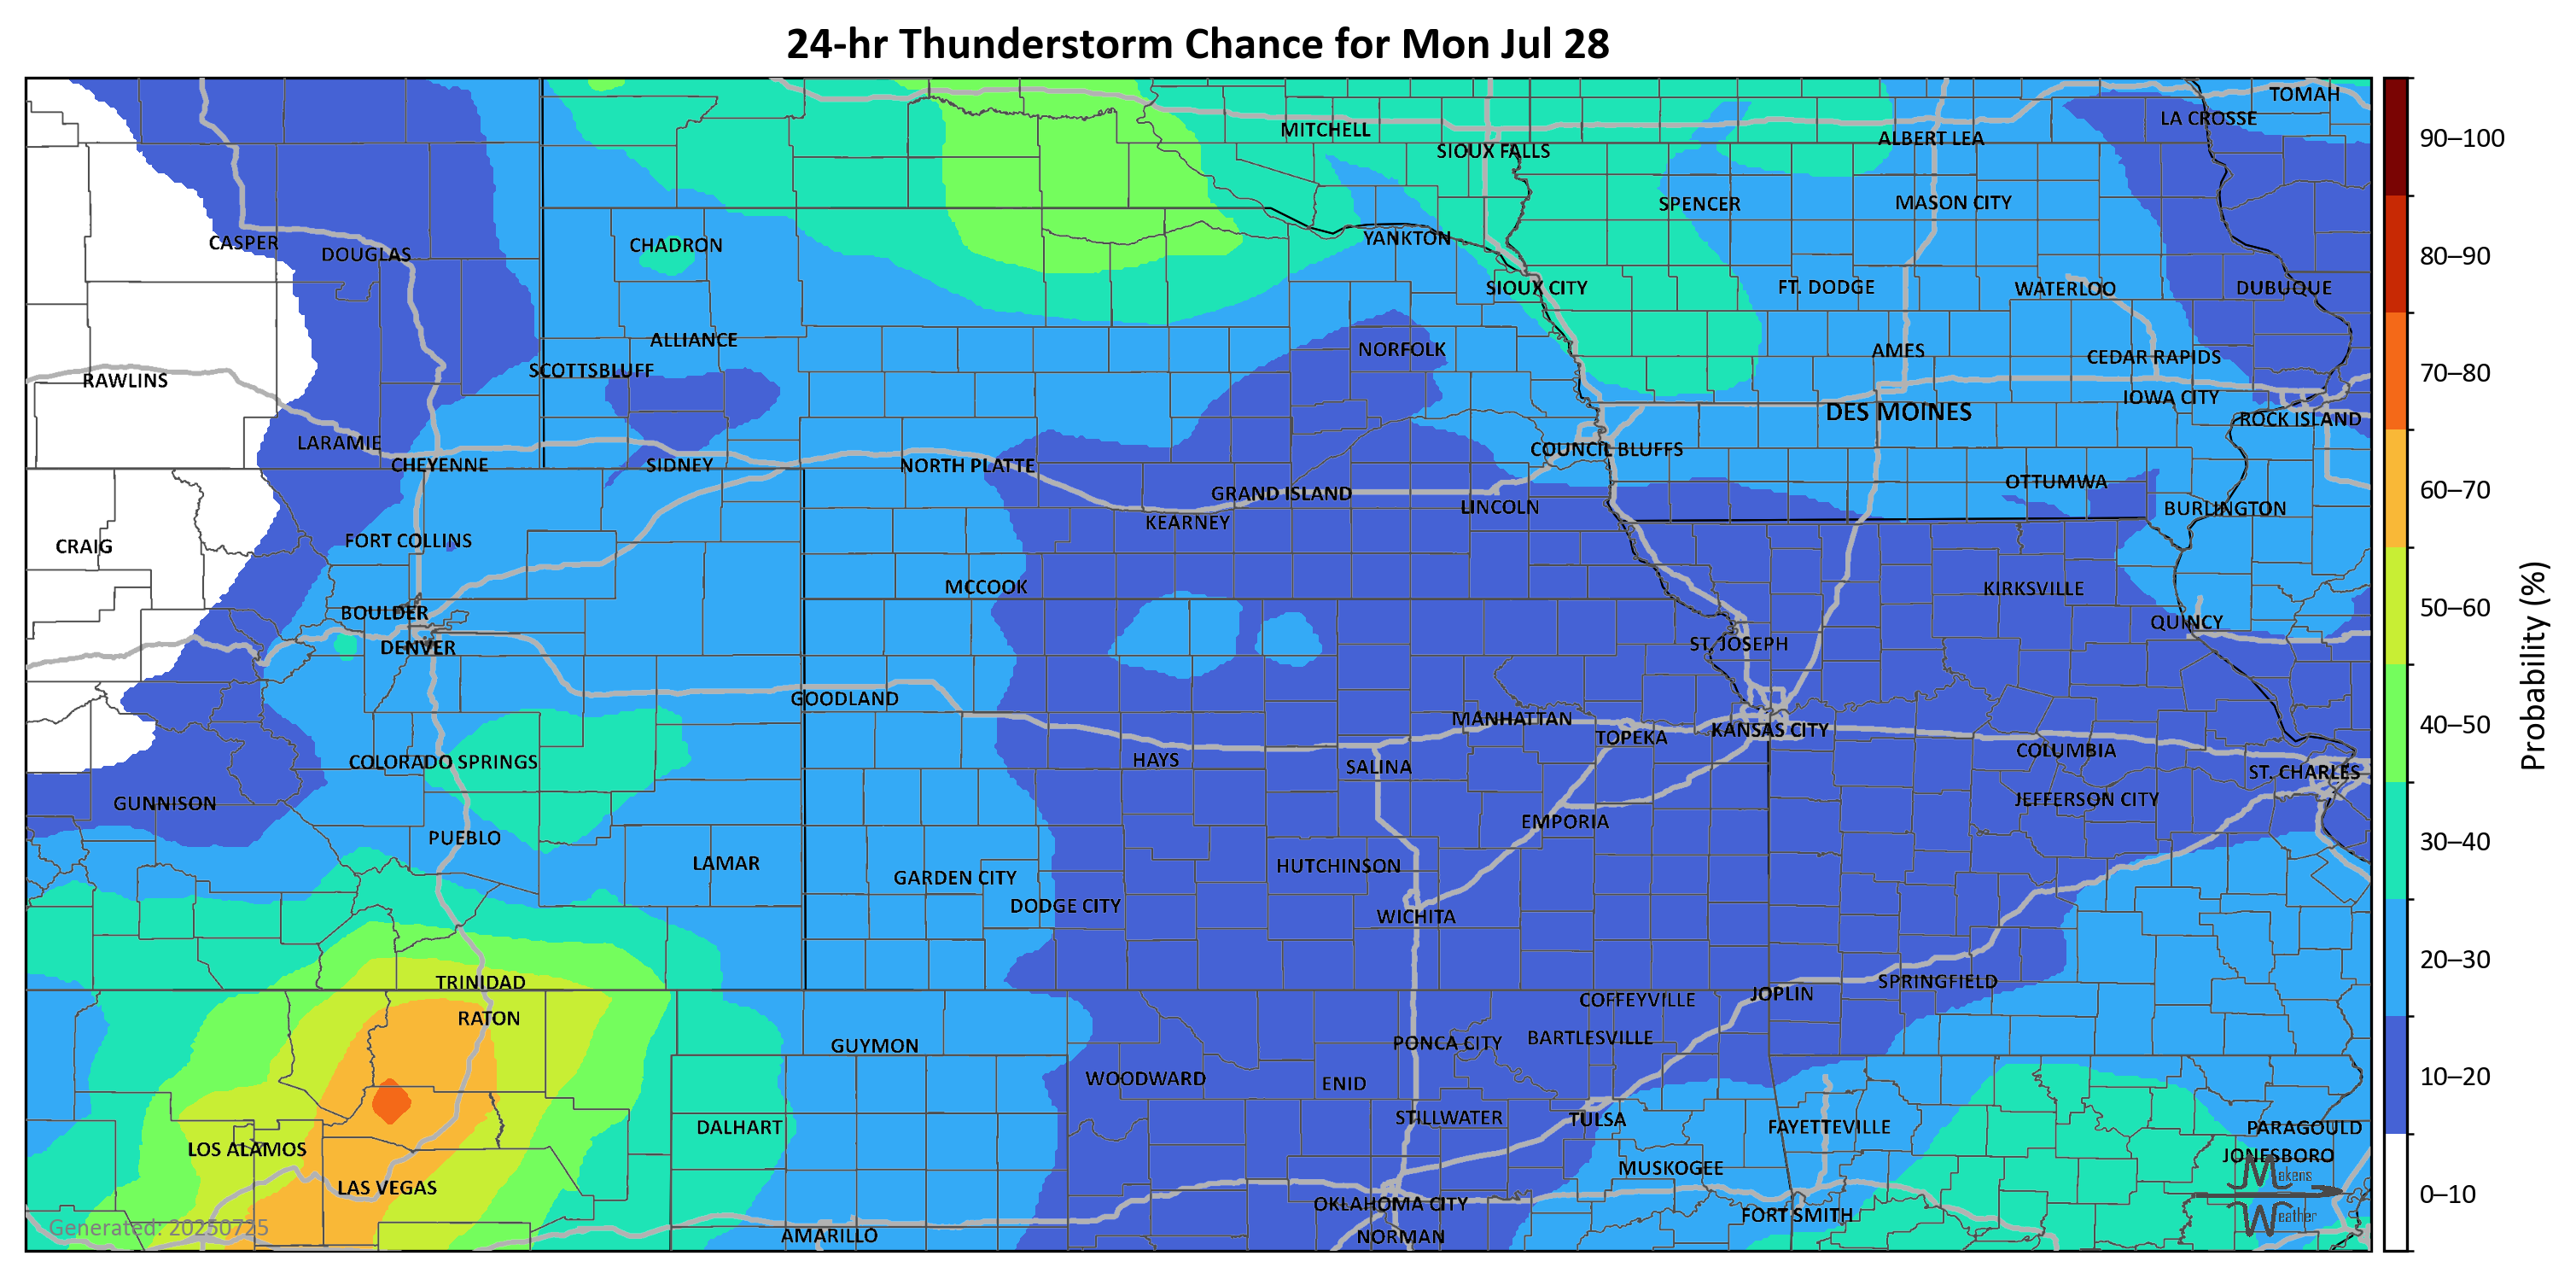 24-hr Thunderstorm Chance for Mon Jul 28
TOMAH
LA CROSSE
MITCHELL
ALBERT LEA
90–100
SIOUX FALLS
SPENCER
MASON CITY
CASPER
DOUGLAS
CHADRON
YANKTON
80–90
SIOUX CITY
FT. DODGE
WATERLOO
DUBUQUE
ALLIANCE
NORFOLK
AMES
CEDAR RAPIDS
RAWLINS
SCOTTSBLUFF
70–80
IOWA CITY
DES MOINES
ROCK ISLAND
LARAMIE
CHEYENNE
SIDNEY
NORTH PLATTE
COUNCIL BLUFFS
GRAND ISLAND
LINCOLN
OTTUMWA
60–70
KEARNEY
BURLINGTON
CRAIG
FORT COLLINS
MCCOOK
KIRKSVILLE
50–60
BOULDER
QUINCY
DENVER
ST. JOSEPH
Probability (%)
GOODLAND
MANHATTAN
TOPEKA
KANSAS CITY
40–50
COLORADO SPRINGS
HAYS
SALINA
COLUMBIA
ST. CHARLES
GUNNISON
JEFFERSON CITY
PUEBLO
EMPORIA
30–40
LAMAR
GARDEN CITY
HUTCHINSON
DODGE CITY
WICHITA
20–30
TRINIDAD
SPRINGFIELD
RATON
COFFEYVILLE
JOPLIN
GUYMON
PONCA CITY
BARTLESVILLE
WOODWARD
ENID
10–20
DALHART
STILLWATER
TULSA
FAYETTEVILLE
PARAGOULD
LOS ALAMOS
MUSKOGEE
JONESBORO
Makens
LAS VEGAS
OKLAHOMA CITY
FORT SMITH
0–10
Weather
Generated: 20250725
AMARILLO
NORMAN